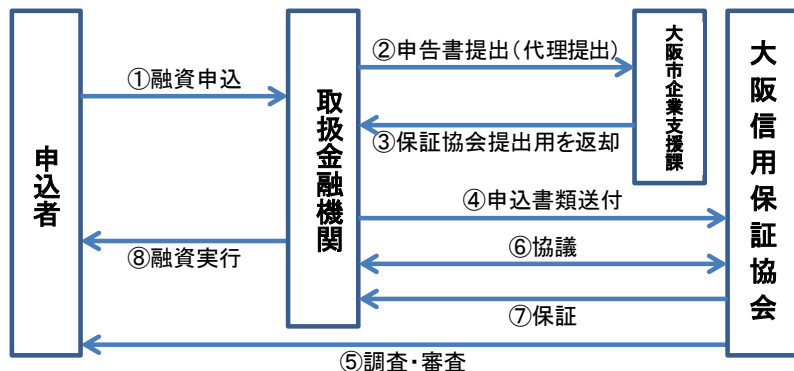 申込者
①融資申込
⑧融資実行
取扱金融機関
②申告書提出（代理提出）
③保証協会提出用を返却
大阪市企業支援課
④申込書類送付
⑥協議
⑦保証
⑤調査・審査
大阪信用保証協会